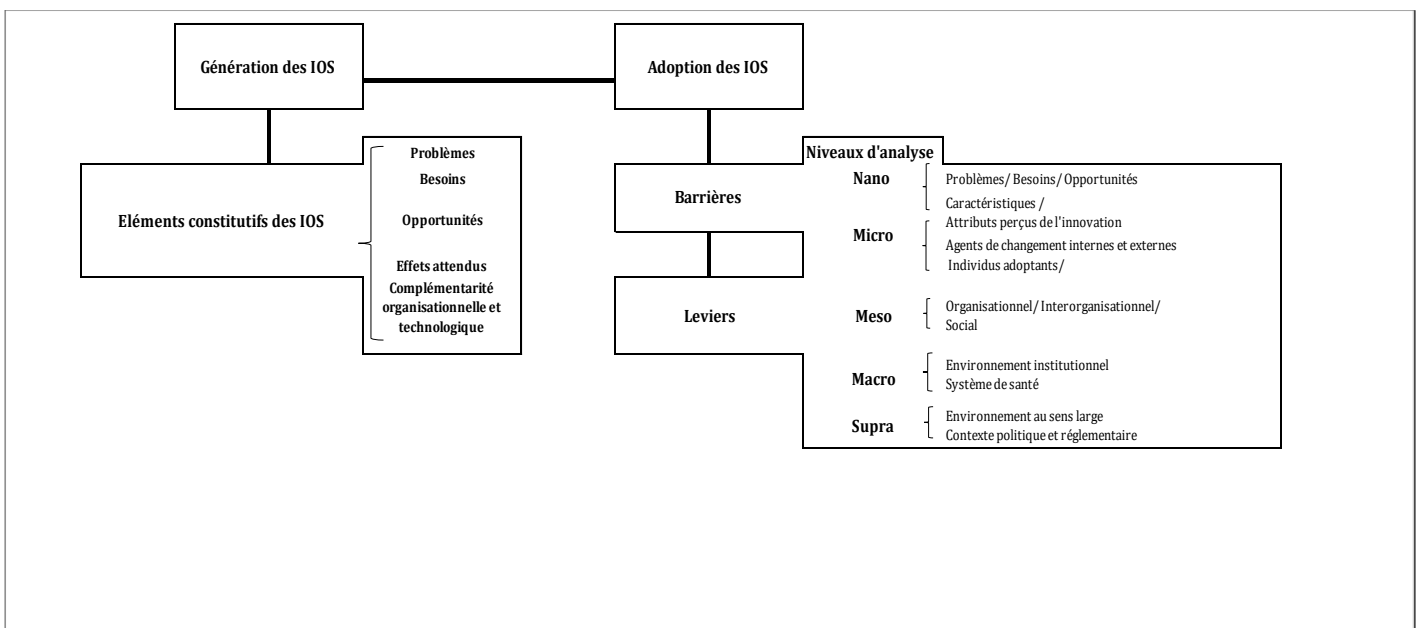 Génération des IOS
Adoption des IOS
Eléments constitutifs des IOS
Problèmes
Besoins
Opportunités
Effets attendus
Complémentarité
organisationnelle et
technologique
Barrières
Leviers
Niveaux d'analyse
Nano
Problèmes/ Besoins/ Opportunités
Caractéristiques /
Micro
Attributs perçus de l'innovation
Agents de changement internes et externes
Individus adoptants/
Meso
Organisationnel/ Interorganisationnel/
Social
Macro
Environnement institutionnel
Système de santé
Supra
Environnement au sens large
Contexte politique et réglementaire